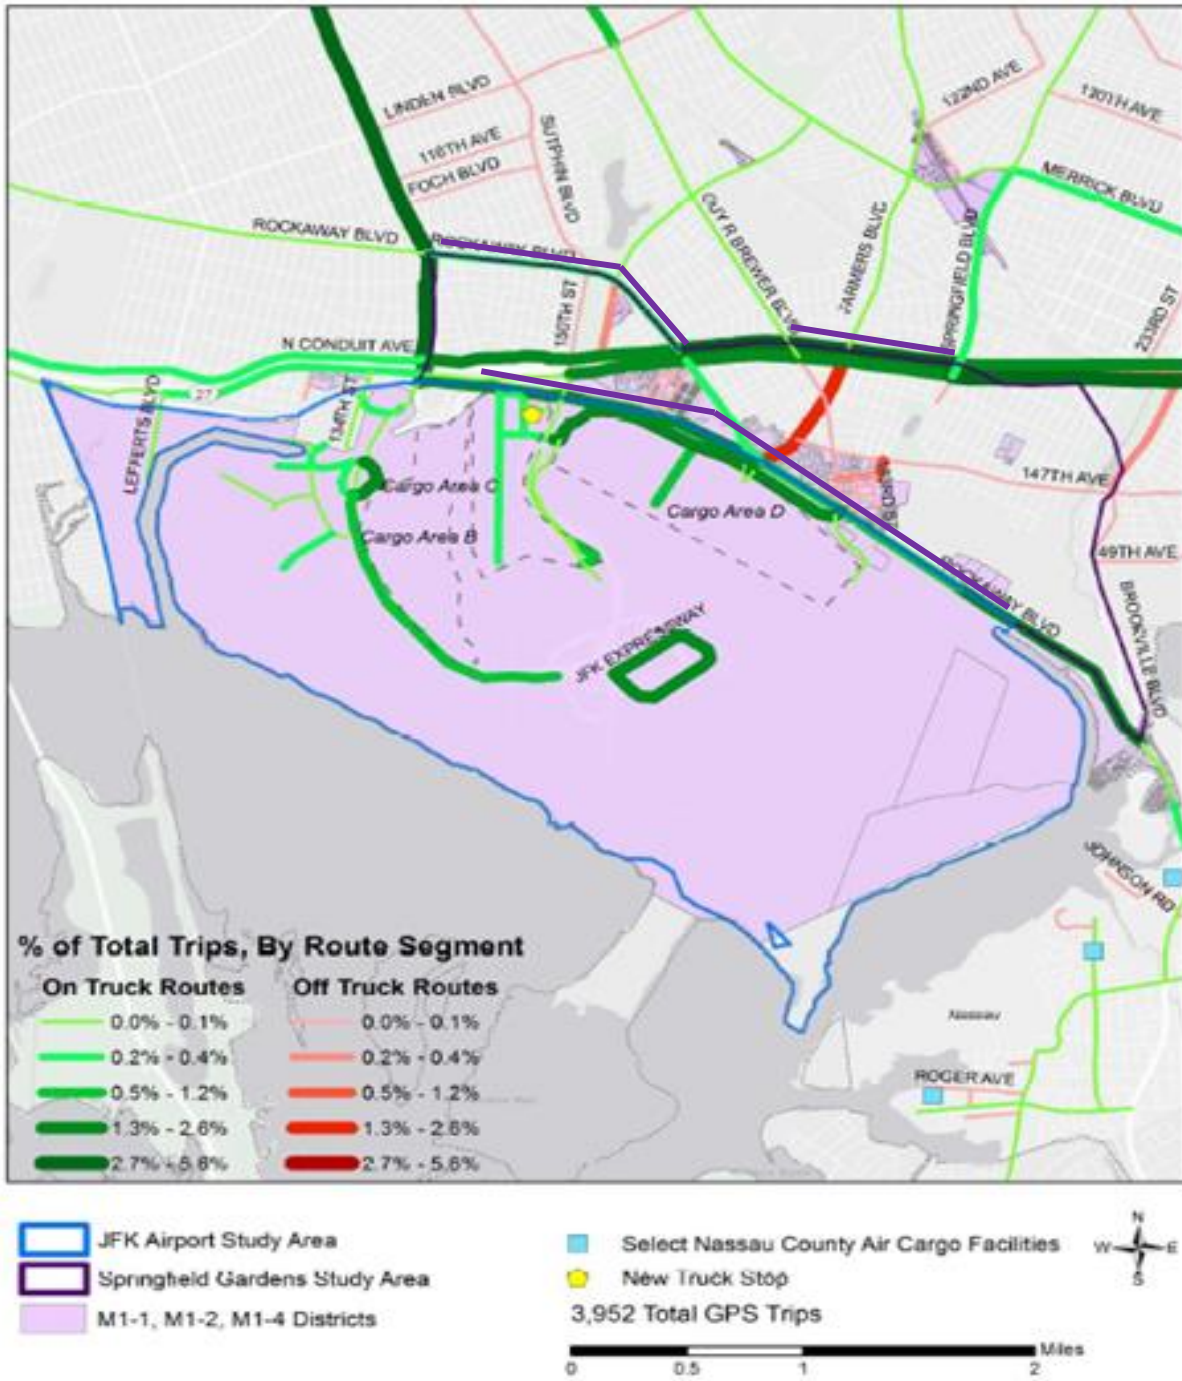 LINDEN BLVD
116TH AVE
FOCH BLVD
SUTPHIN BLVD
122ND AVE
130TH AVE
MERRICK BLVD
GUY R BREWER BLVD
FARMERS BLVD
SPRINGFIELD BLVD
ROCKAWAY BLVD
ROCKAWAY BLVD
150TH ST
233RD ST
N CONDUIT AVE
27
LEFFERTS BLVD
134TH ST
147TH AVE
Cargo Area C
Cargo Area D
Cargo Area B
49TH AVE
ROCKAWAY BLVD
BROOKVILLE BLVD
JFK EXPRESSWAY
JOHNSON RD
Nassau
ROGER AVE
% of Total Trips, By Route Segment
On Truck Routes Off Truck Routes
0.0% - 0.1% 0.0% - 0.1%
0.2% - 0.4% 0.2% - 0.4%
0.5% - 1.2% 0.5% - 1.2%
1.3% - 2.6% 1.3% - 2.6%
2.7% - 5.6% 2.7% - 5.6%
JFK Airport Study Area
Springfield Gardens Study Area
M1-1, M1-2, M1-4 Districts
Select Nassau County Air Cargo Facilities
New Truck Stop
3,952 Total GPS Trips
N
W E
S
Miles
0 0.5 1 2